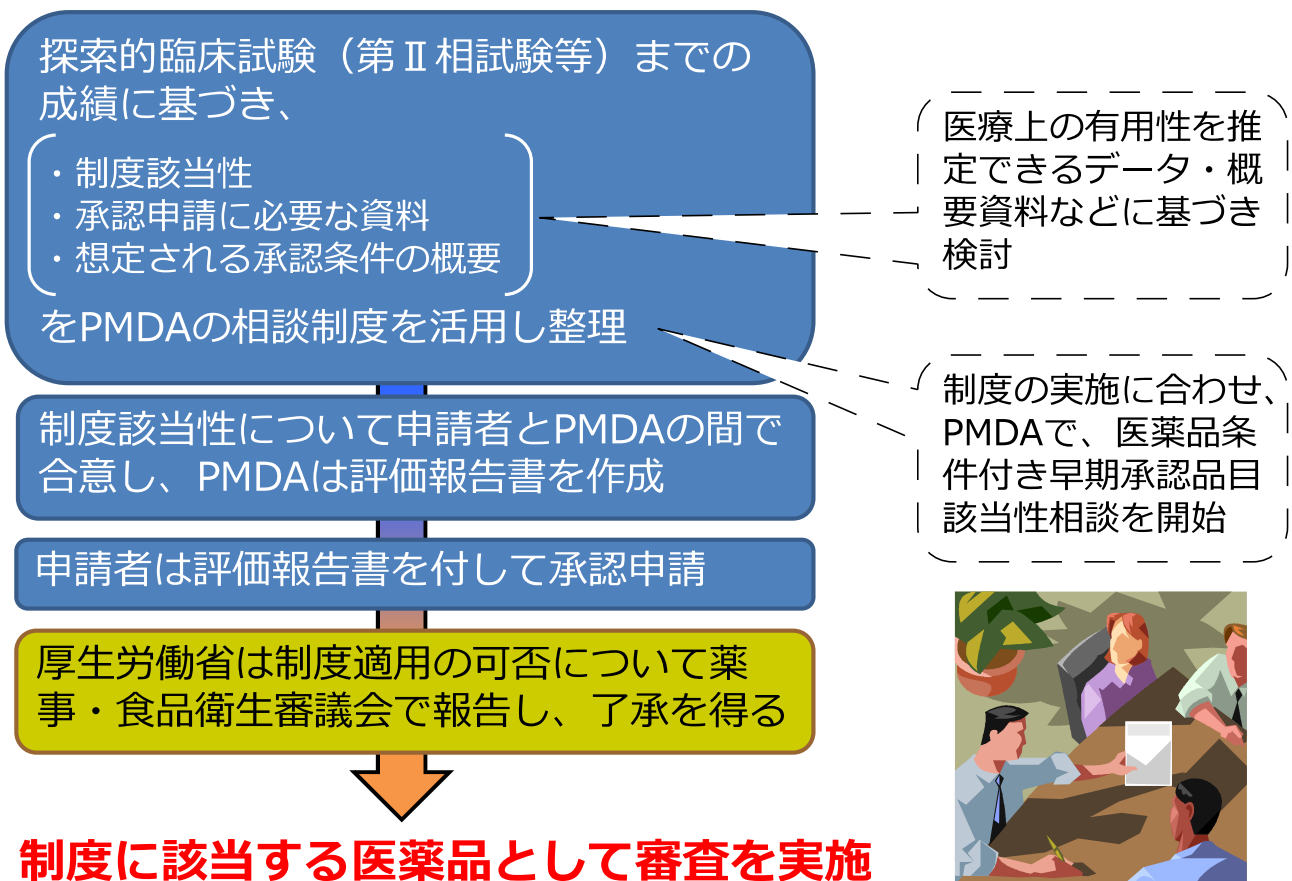 探索的臨床試験（第Ⅱ相試験等）までの
成績に基づき、
・制度該当性
・承認申請に必要な資料
・想定される承認条件の概要
をPMDAの相談制度を活用し整理
医療上の有用性を推
定できるデータ・概
要資料などに基づき
検討
制度の実施に合わせ、
PMDAで、医薬品条
件付き早期承認品目
該当性相談を開始
制度該当性について申請者とPMDAの間で
合意し、PMDAは評価報告書を作成
申請者は評価報告書を付して承認申請
厚生労働省は制度適用の可否について薬
事・食品衛生審議会で報告し、了承を得る
制度に該当する医薬品として審査を実施